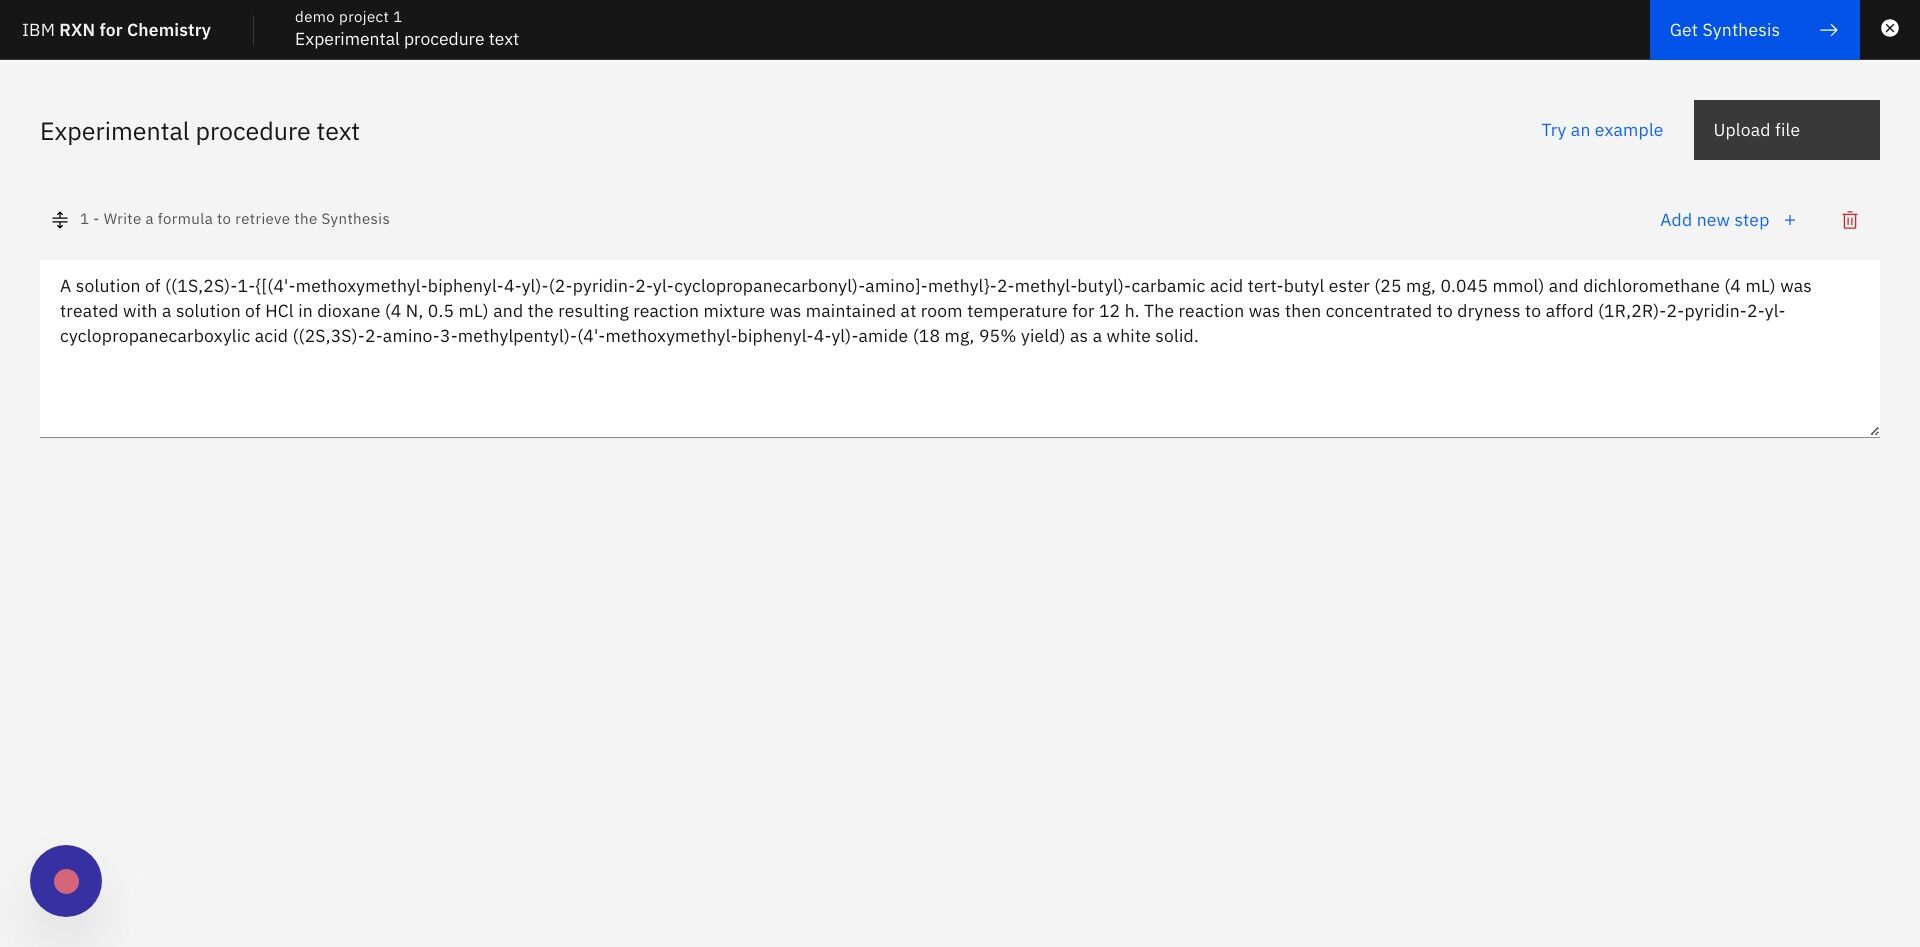 IBM RXN for Chemistry
demo project 1
Experimental procedure text
Get Synthesis
Experimental procedure text
Try an example
Upload file
1 - Write a formula to retrieve the Synthesis
Add new step +
A solution of ((1S,2S)-1-{[(4'-methoxymethyl-biphenyl-4-yl)-(2-pyridin-2-yl-cyclopropanecarbonyl)-amino]-methyl}-2-methyl-butyl)-carbamic acid tert-butyl ester (25 mg, 0.045 mmol) and dichloromethane (4 mL) was
treated with a solution of HCl in dioxane (4 N, 0.5 mL) and the resulting reaction mixture was maintained at room temperature for 12 h. The reaction was then concentrated to dryness to afford (1R,2R)-2-pyridin-2-yl-
cyclopropanecarboxylic acid ((2S,3S)-2-amino-3-methylpentyl)-(4'-methoxymethyl-biphenyl-4-yl)-amide (18 mg, 95% yield) as a white solid.